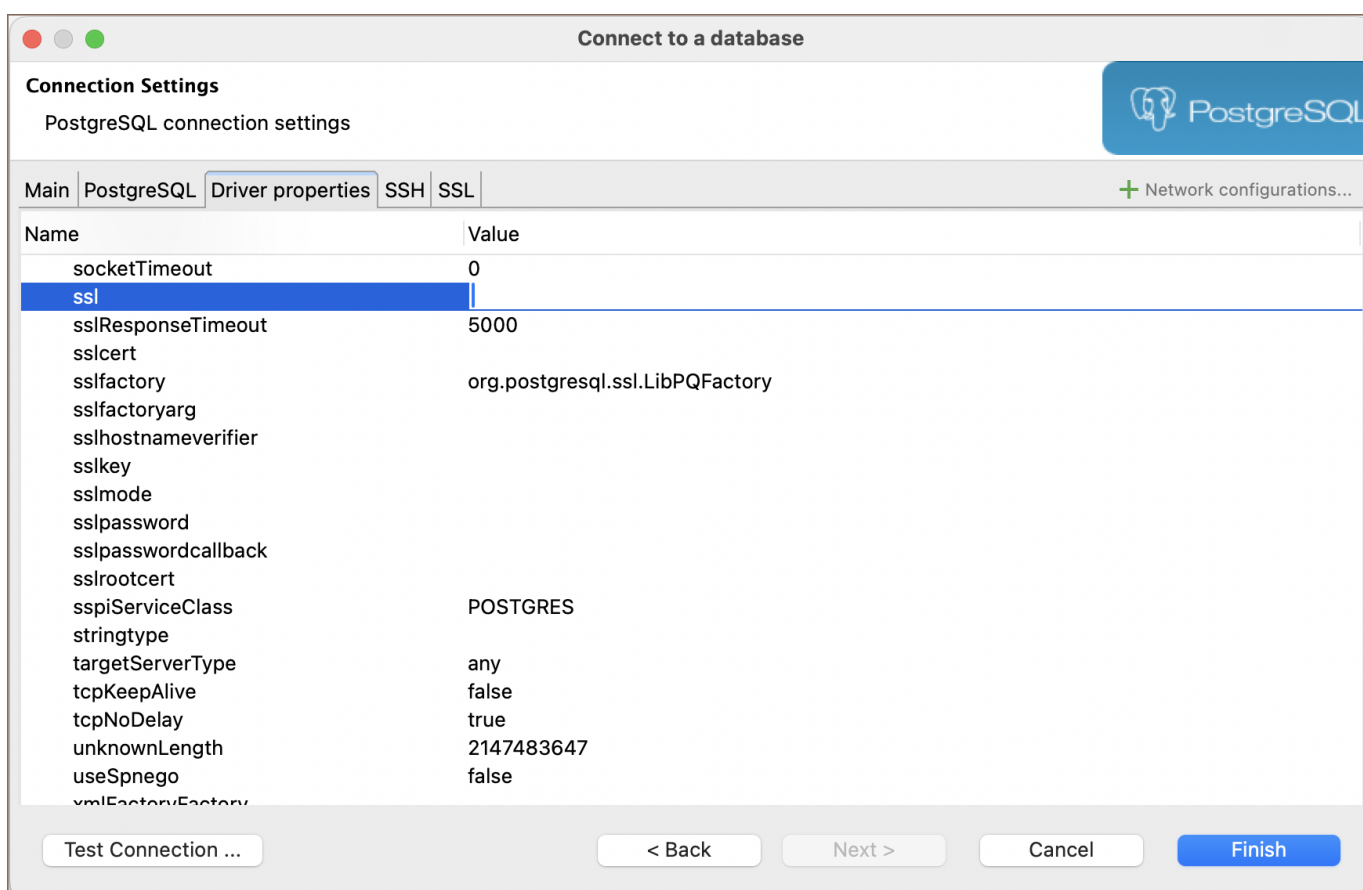 Connect to a database
Connection Settings
PostgreSQL connection settings
PostgreSQL
Main PostgreSQL Driver properties SSH SSL Network configurations...
Name Value
socketTimeout 0
ssl
sslResponseTimeout 5000
sslcert
sslfactory org.postgresql.ssl.LibPQFactory
sslfactoryarg
sslhostnameverifier
sslkey
sslmode
sslpassword
sslpasswordcallback
sslrootcert
sspiServiceClass POSTGRES
stringtype
targetServerType any
tcpKeepAlive false
tcpNoDelay true
unknownLength 2147483647
useSpnego false
xmlFactoryFactory
Test Connection ... < Back Next > Cancel Finish